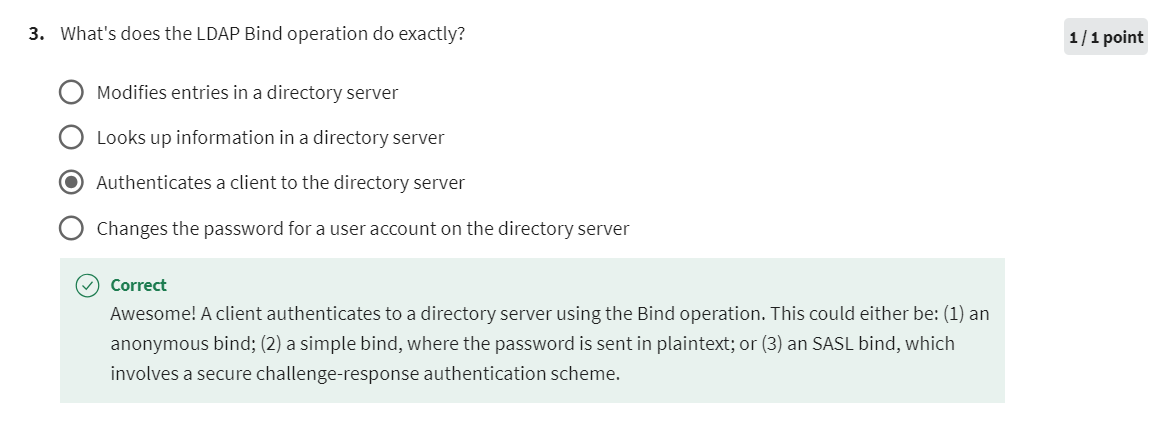 3. What's does the LDAP Bind operation do exactly?
1 / 1 point
Modifies entries in a directory server
Looks up information in a directory server
Authenticates a client to the directory server
Changes the password for a user account on the directory server
Correct
Awesome! A client authenticates to a directory server using the Bind operation. This could either be: (1) an
anonymous bind; (2) a simple bind, where the password is sent in plaintext; or (3) an SASL bind, which
involves a secure challenge-response authentication scheme.